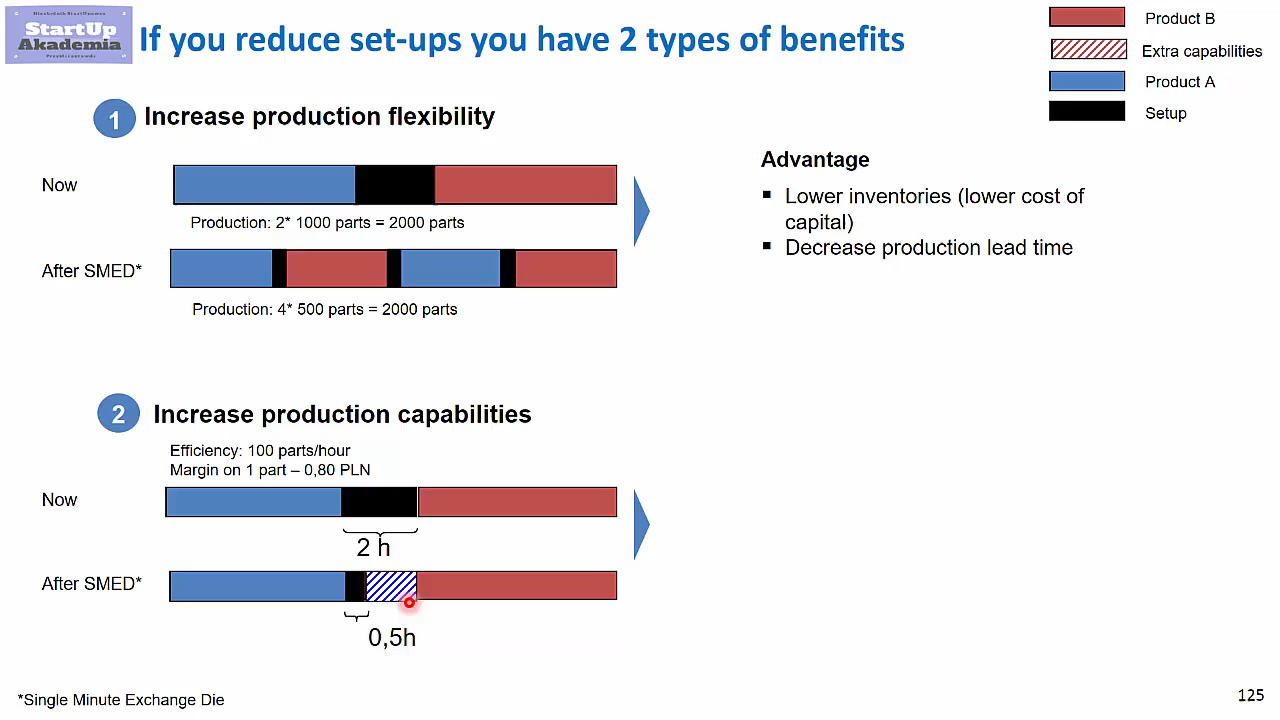 StartUp
Akademia
If you reduce set-ups you have 2 types of benefits
Product B
Extra capabilities
Product A
Setup
1 Increase production flexibility
Now
Production: 2* 1000 parts = 2000 parts
After SMED*
Production: 4* 500 parts = 2000 parts
Advantage
Lower inventories (lower cost of
capital)
Decrease production lead time
2 Increase production capabilities
Efficiency: 100 parts/hour
Margin on 1 part – 0,80 PLN
Now
2 h
After SMED*
0,5h
*Single Minute Exchange Die
125